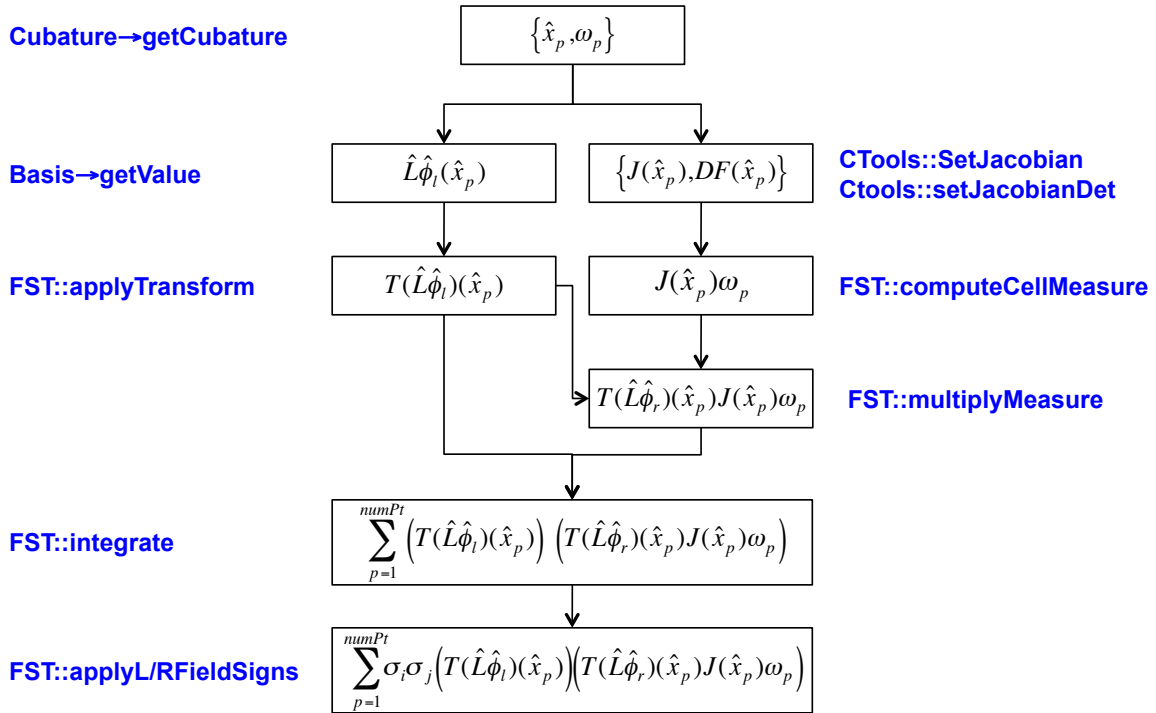 Cubature→getCubature
{x̂_p, ω_p}
Basis→getValue
L̂ϕ̂_l(x̂_p)
{J(x̂_p), DF(x̂_p)}
CTools::SetJacobian
Ctools::setJacobianDet
FST::applyTransform
T(L̂ϕ̂_l)(x̂_p)
J(x̂_p)ω_p
FST::computeCellMeasure
T(L̂ϕ̂_r)(x̂_p)J(x̂_p)ω_p
FST::multiplyMeasure
FST::integrate
∑_{p=1}^{numPt} (T(L̂ϕ̂_l)(x̂_p)) (T(L̂ϕ̂_r)(x̂_p)J(x̂_p)ω_p)
FST::applyL/RFieldSigns
∑_{p=1}^{numPt} σ_i σ_j (T(L̂ϕ̂_l)(x̂_p))(T(L̂ϕ̂_r)(x̂_p)J(x̂_p)ω_p)